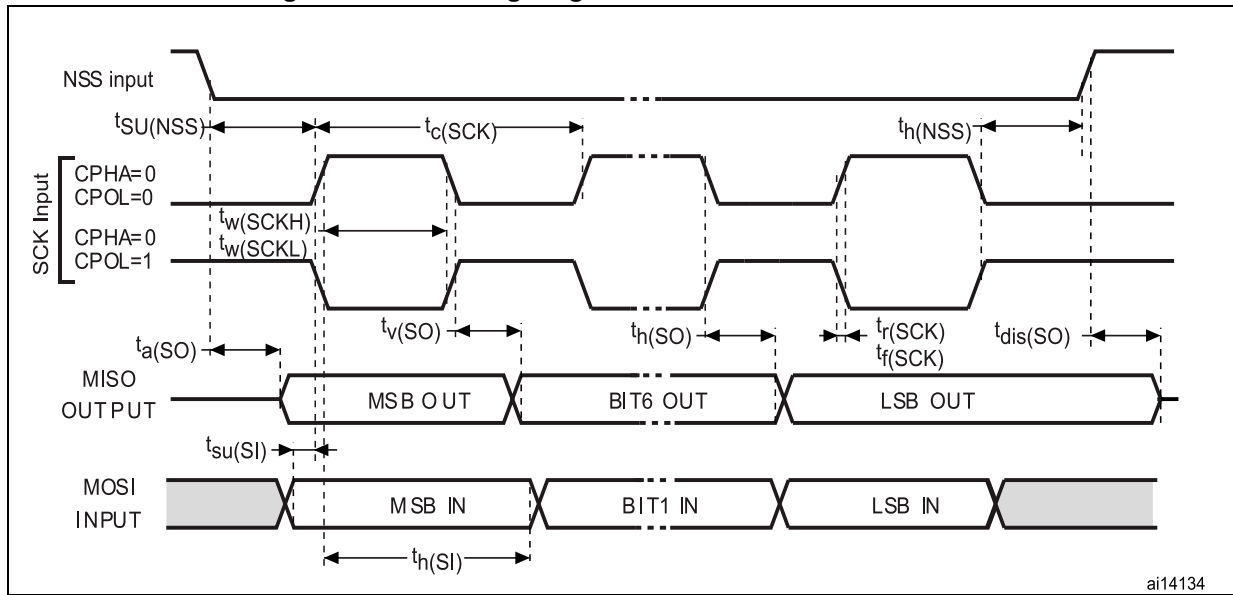 NSS input
tSU(NSS)
tc(SCK)
th(NSS)
SCK Input
CPHA=0
CPOL=0
tw(SCKH)
tw(SCKL)
CPHA=0
CPOL=1
tv(SO)
th(SO)
tr(SCK)
tf(SCK)
tdis(SO)
ta(SO)
MISO
OUTPUT
MSB OUT
BIT6 OUT
LSB OUT
tsu(SI)
MOSI
INPUT
MSB IN
BIT1 IN
LSB IN
th(SI)
ai14134